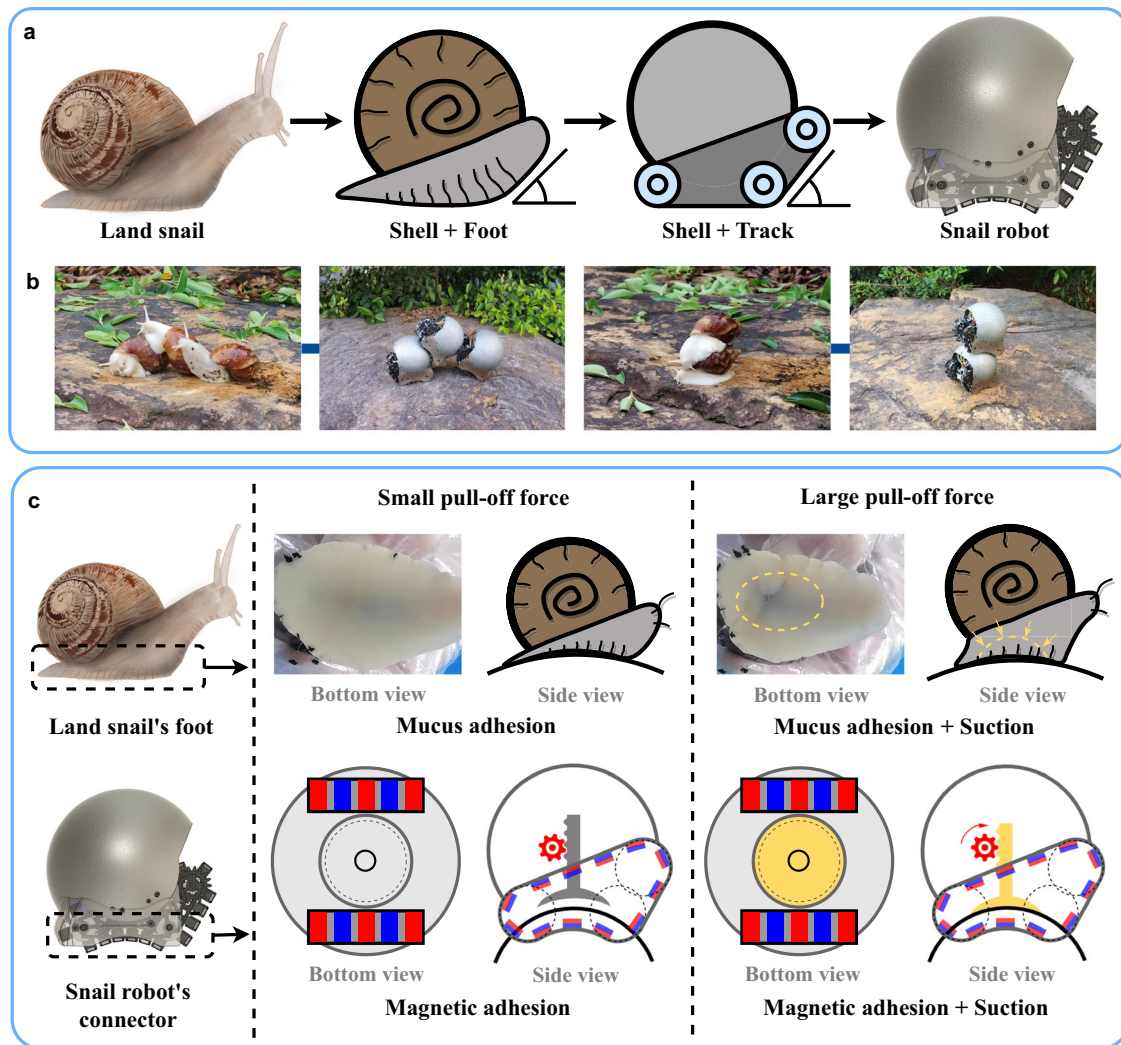 a
Land snail
Shell + Foot
Shell + Track
Snail robot
b
c
Small pull-off force
Large pull-off force
Bottom view
Side view
Bottom view
Side view
Land snail's foot
Mucus adhesion
Mucus adhesion + Suction
Bottom view
Side view
Bottom view
Side view
Snail robot's
connector
Magnetic adhesion
Magnetic adhesion + Suction